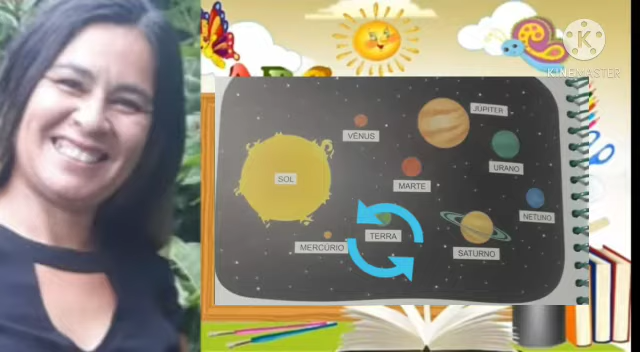 K
KINEMASTER
JÚPITER
VÊNUS
URANO
SOL
MARTE
NETUNO
TERRA
MERCÚRIO
SATURNO